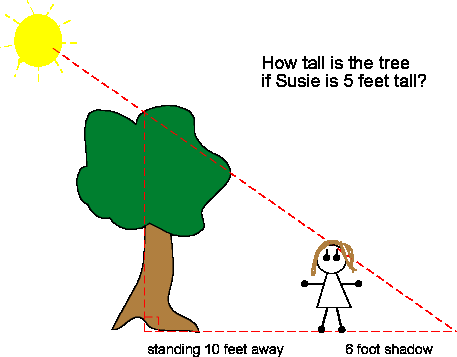 How tall is the tree
if Susie is 5 feet tall?
standing 10 feet away
6 foot shadow